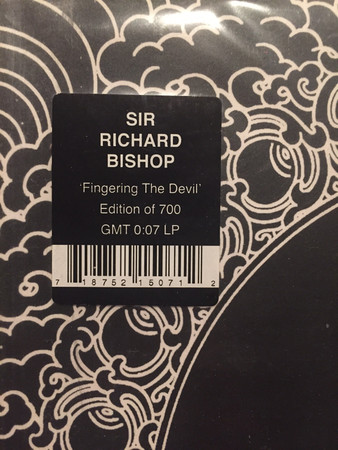 SIR
RICHARD
BISHOP
'Fingering The Devil'
Edition of 700
GMT 0:07 LP
7 18752 15071 2